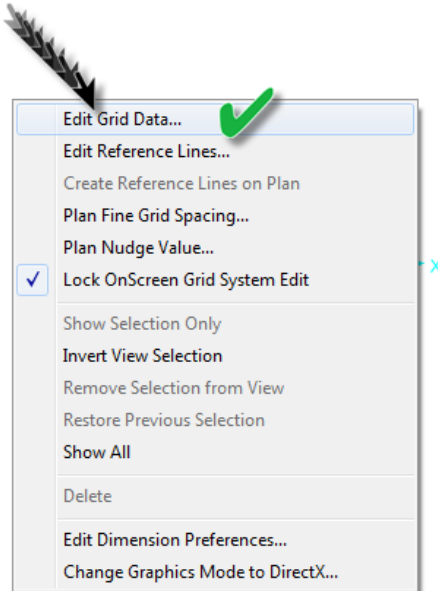 Edit Grid Data...
Edit Reference Lines...
Create Reference Lines on Plan
Plan Fine Grid Spacing...
Plan Nudge Value...
Lock OnScreen Grid System Edit
X
Show Selection Only
Invert View Selection
Remove Selection from View
Restore Previous Selection
Show All
Delete
Edit Dimension Preferences...
Change Graphics Mode to DirectX...